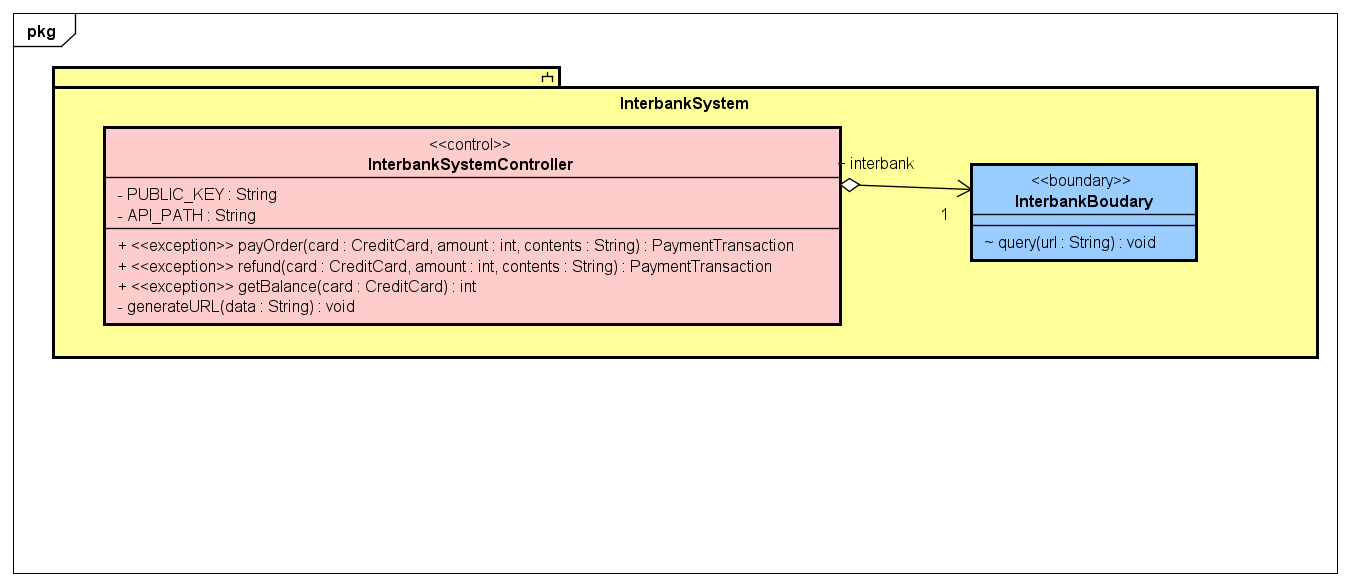 pkg
InterbankSystem
<<control>>
InterbankSystemController
- PUBLIC_KEY : String
- API_PATH : String
+ <<exception>> payOrder(card : CreditCard, amount : int, contents : String) : PaymentTransaction
+ <<exception>> refund(card : CreditCard, amount : int, contents : String) : PaymentTransaction
+ <<exception>> getBalance(card : CreditCard) : int
- generateURL(data : String) : void
- interbank
1
<<boundary>>
InterbankBoudary
~ query(url : String) : void